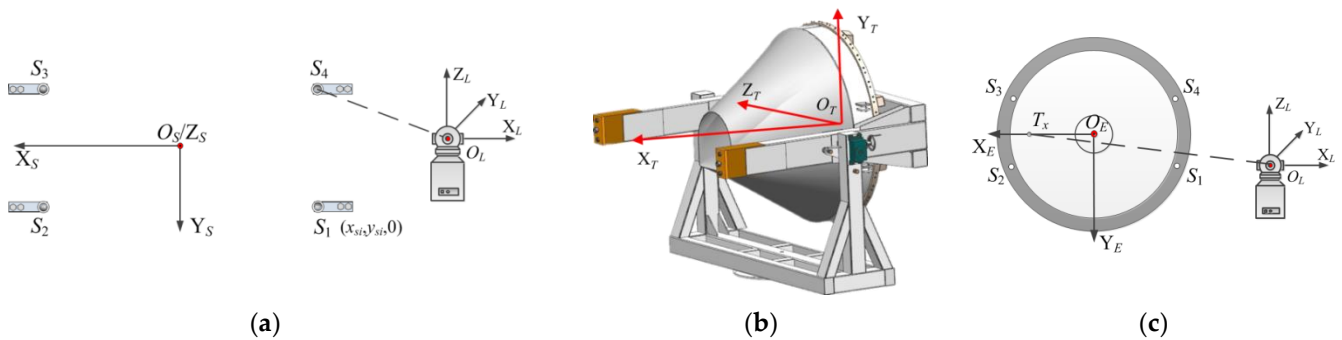 S3
S4
ZL
YL
XL
OL
OS/ZS
XS
YS
S2
S1 (xsi,ysi,0)
(a)
YT
ZT
OT
XT
(b)
S3
S4
Tx
OE
XE
ZL
YL
XL
OL
S2
S1
YE
(c)